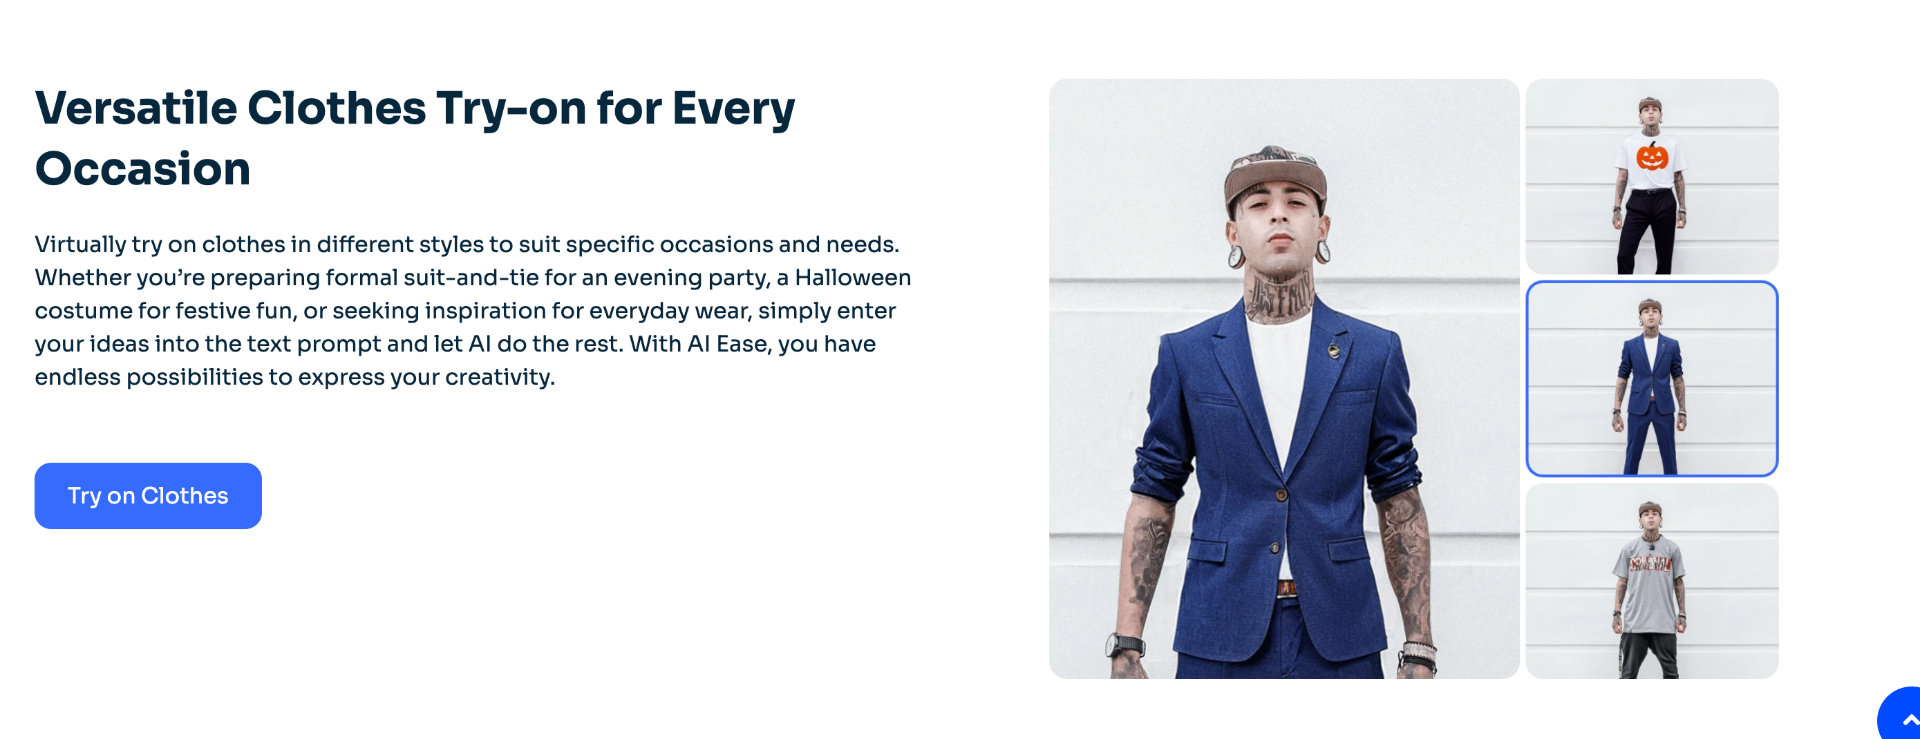 Versatile Clothes Try-on for Every
Occasion
Virtually try on clothes in different styles to suit specific occasions and needs.
Whether you’re preparing formal suit-and-tie for an evening party, a Halloween
costume for festive fun, or seeking inspiration for everyday wear, simply enter
your ideas into the text prompt and let AI do the rest. With AI Ease, you have
endless possibilities to express your creativity.
Try on Clothes